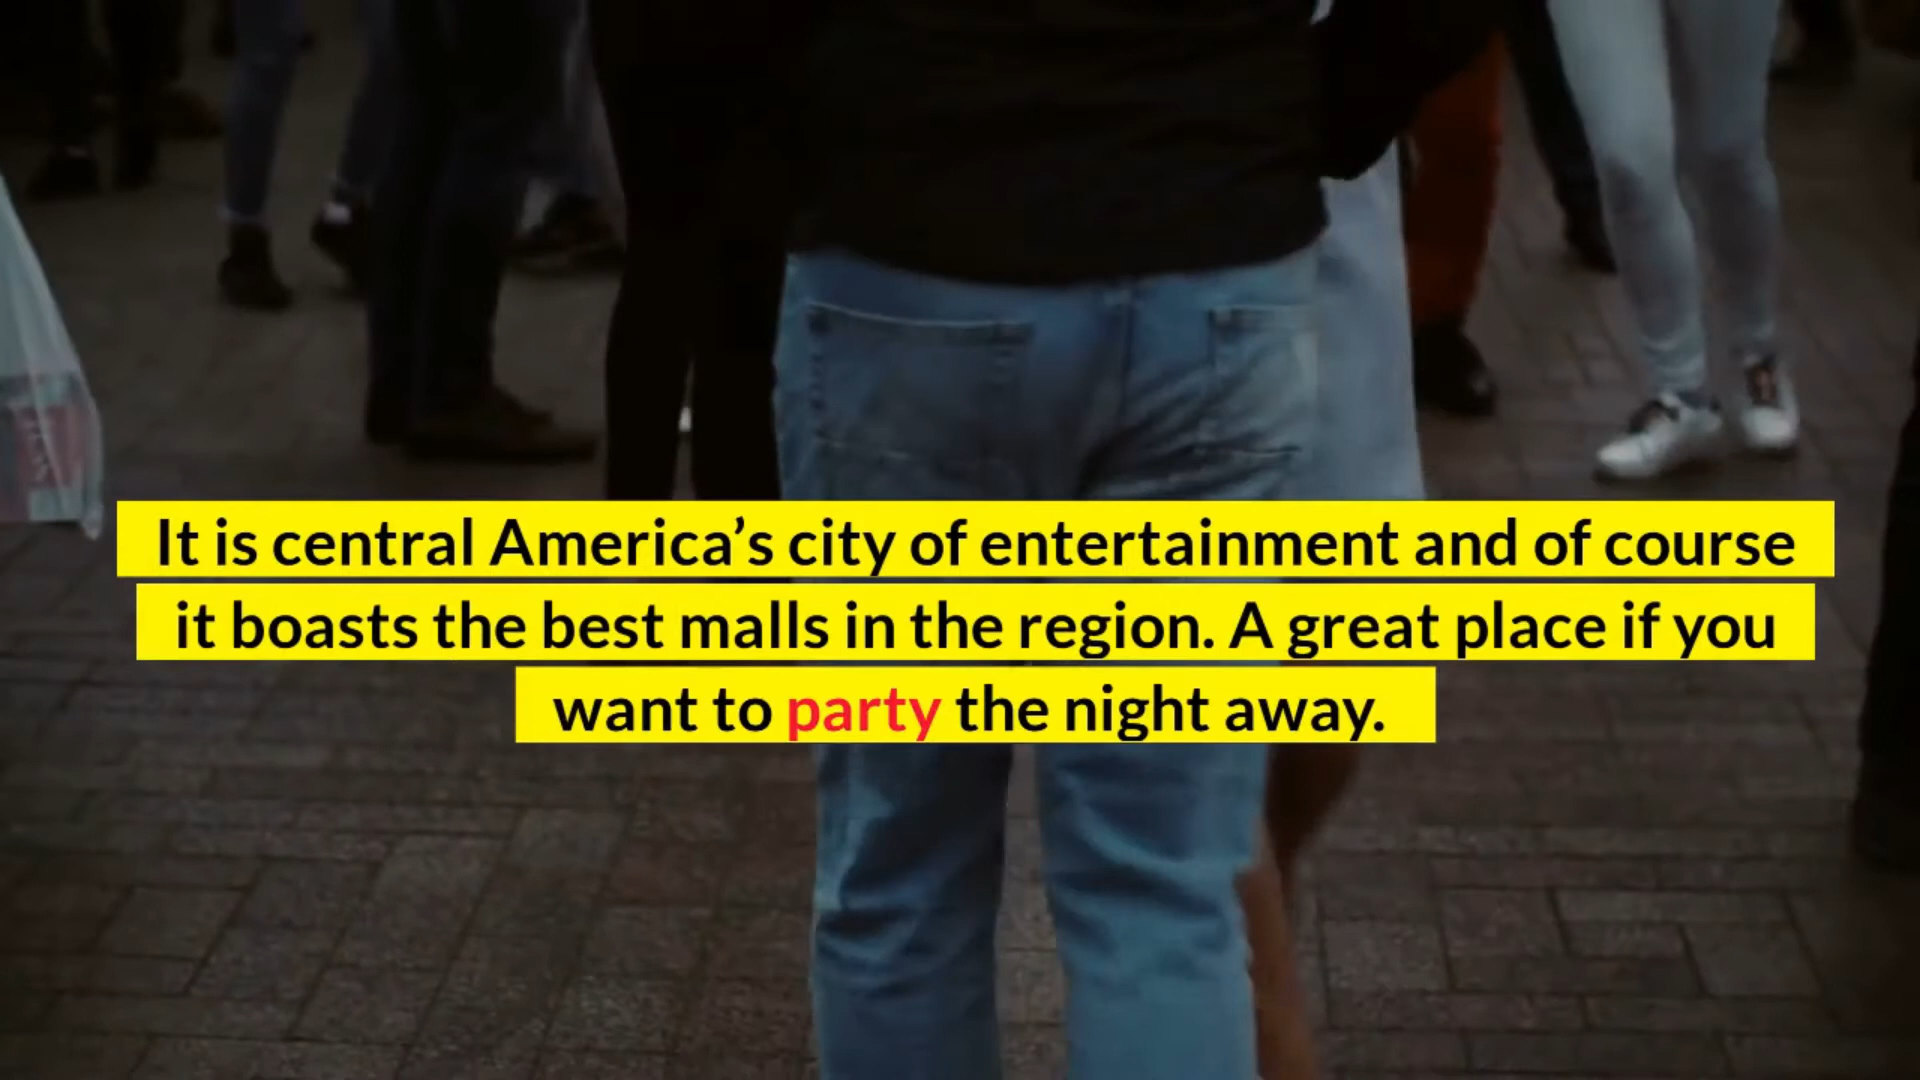 It is central America’s city of entertainment and of course
it boasts the best malls in the region. A great place if you
want to party the night away.